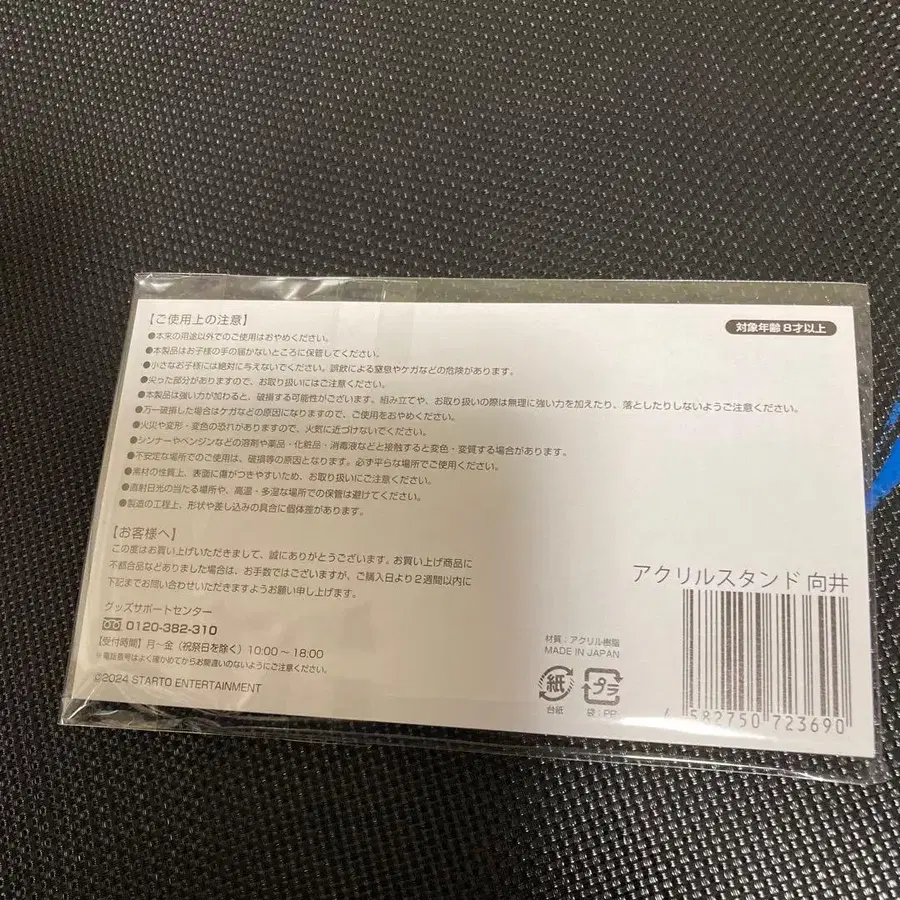 【ご使用上の注意】
対象年齢8才以上
●本来の用途以外でのご使用はおやめください。
●本製品はお子様の手の届かないところに保管してください。
●小さなお子様には絶対に与えないでください。誤飲による窒息やケガなどの危険があります。
●尖った部分がありますので、お取り扱いにはご注意ください。
●本製品は強い力が加わると、破損する可能性がございます。組み立てや、お取り扱いの際は無理に強い力を加えたり、落としたりしないようご注意ください。
●万一破損した場合はケガなどの原因になりますので、ご使用をおやめください。
●火災や変形・変色の恐れがありますので、火気に近づけないでください。
●シンナーやベンジンなどの溶剤や薬品・化粧品・消毒液などと接触すると変色・変質する場合があります。
●不安定な場所でのご使用は、破損等の原因となります。必ず平らな場所でご使用ください。
●素材の性質上、表面に傷がつきやすいため、お取り扱いにご注意ください。
●直射日光の当たる場所や、高温・多湿な場所での保管は避けてください。
●製造の工程上、形状や差し込みの具合に個体差があります。
【お客様へ】
この度はお買い上げいただきまして、誠にありがとうございます。お買い上げ商品に
不都合品などありました場合は、お手数ではございますが、ご購入日より2週間以内に
下記までお問い合わせいただきますようお願い申し上げます。
グッズサポートセンター
0120-382-310
【受付時間】月〜金（祝祭日を除く）10:00〜18:00
※電話番号はよく確かめてからお間違いのないようにご注意ください。
©2024 STARTO ENTERTAINMENT
アクリルスタンド 向井
材質：アクリル樹脂
MADE IN JAPAN
紙
台紙
プラ
袋：PP
4 582750 723690